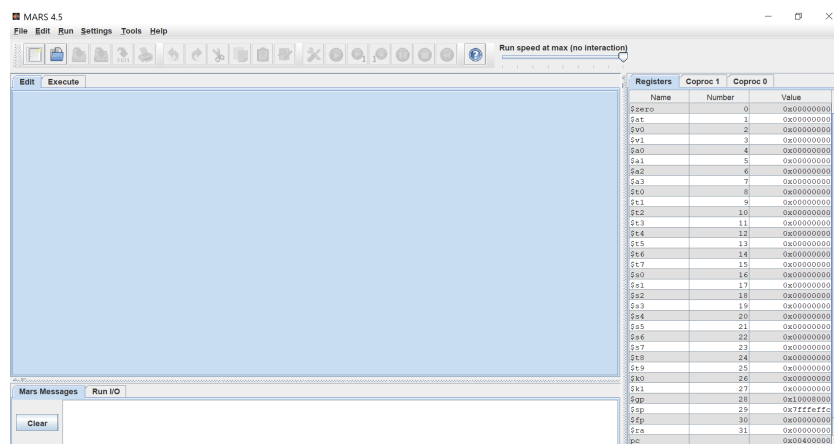 MARS 4.5
File Edit Run Settings Tools Help
Run speed at max (no interaction)
Edit Execute
Registers Coproc 1 Coproc 0
Name Number Value
$zero 0 0x00000000
$at 1 0x00000000
$v0 2 0x00000000
$v1 3 0x00000000
$a0 4 0x00000000
$a1 5 0x00000000
$a2 6 0x00000000
$a3 7 0x00000000
$t0 8 0x00000000
$t1 9 0x00000000
$t2 10 0x00000000
$t3 11 0x00000000
$t4 12 0x00000000
$t5 13 0x00000000
$t6 14 0x00000000
$t7 15 0x00000000
$s0 16 0x00000000
$s1 17 0x00000000
$s2 18 0x00000000
$s3 19 0x00000000
$s4 20 0x00000000
$s5 21 0x00000000
$s6 22 0x00000000
$s7 23 0x00000000
$t8 24 0x00000000
$t9 25 0x00000000
$k0 26 0x00000000
$k1 27 0x00000000
$gp 28 0x10008000
$sp 29 0x7fffeffc
$fp 30 0x00000000
$ra 31 0x00000000
pc 0x00400000
Mars Messages Run I/O
Clear